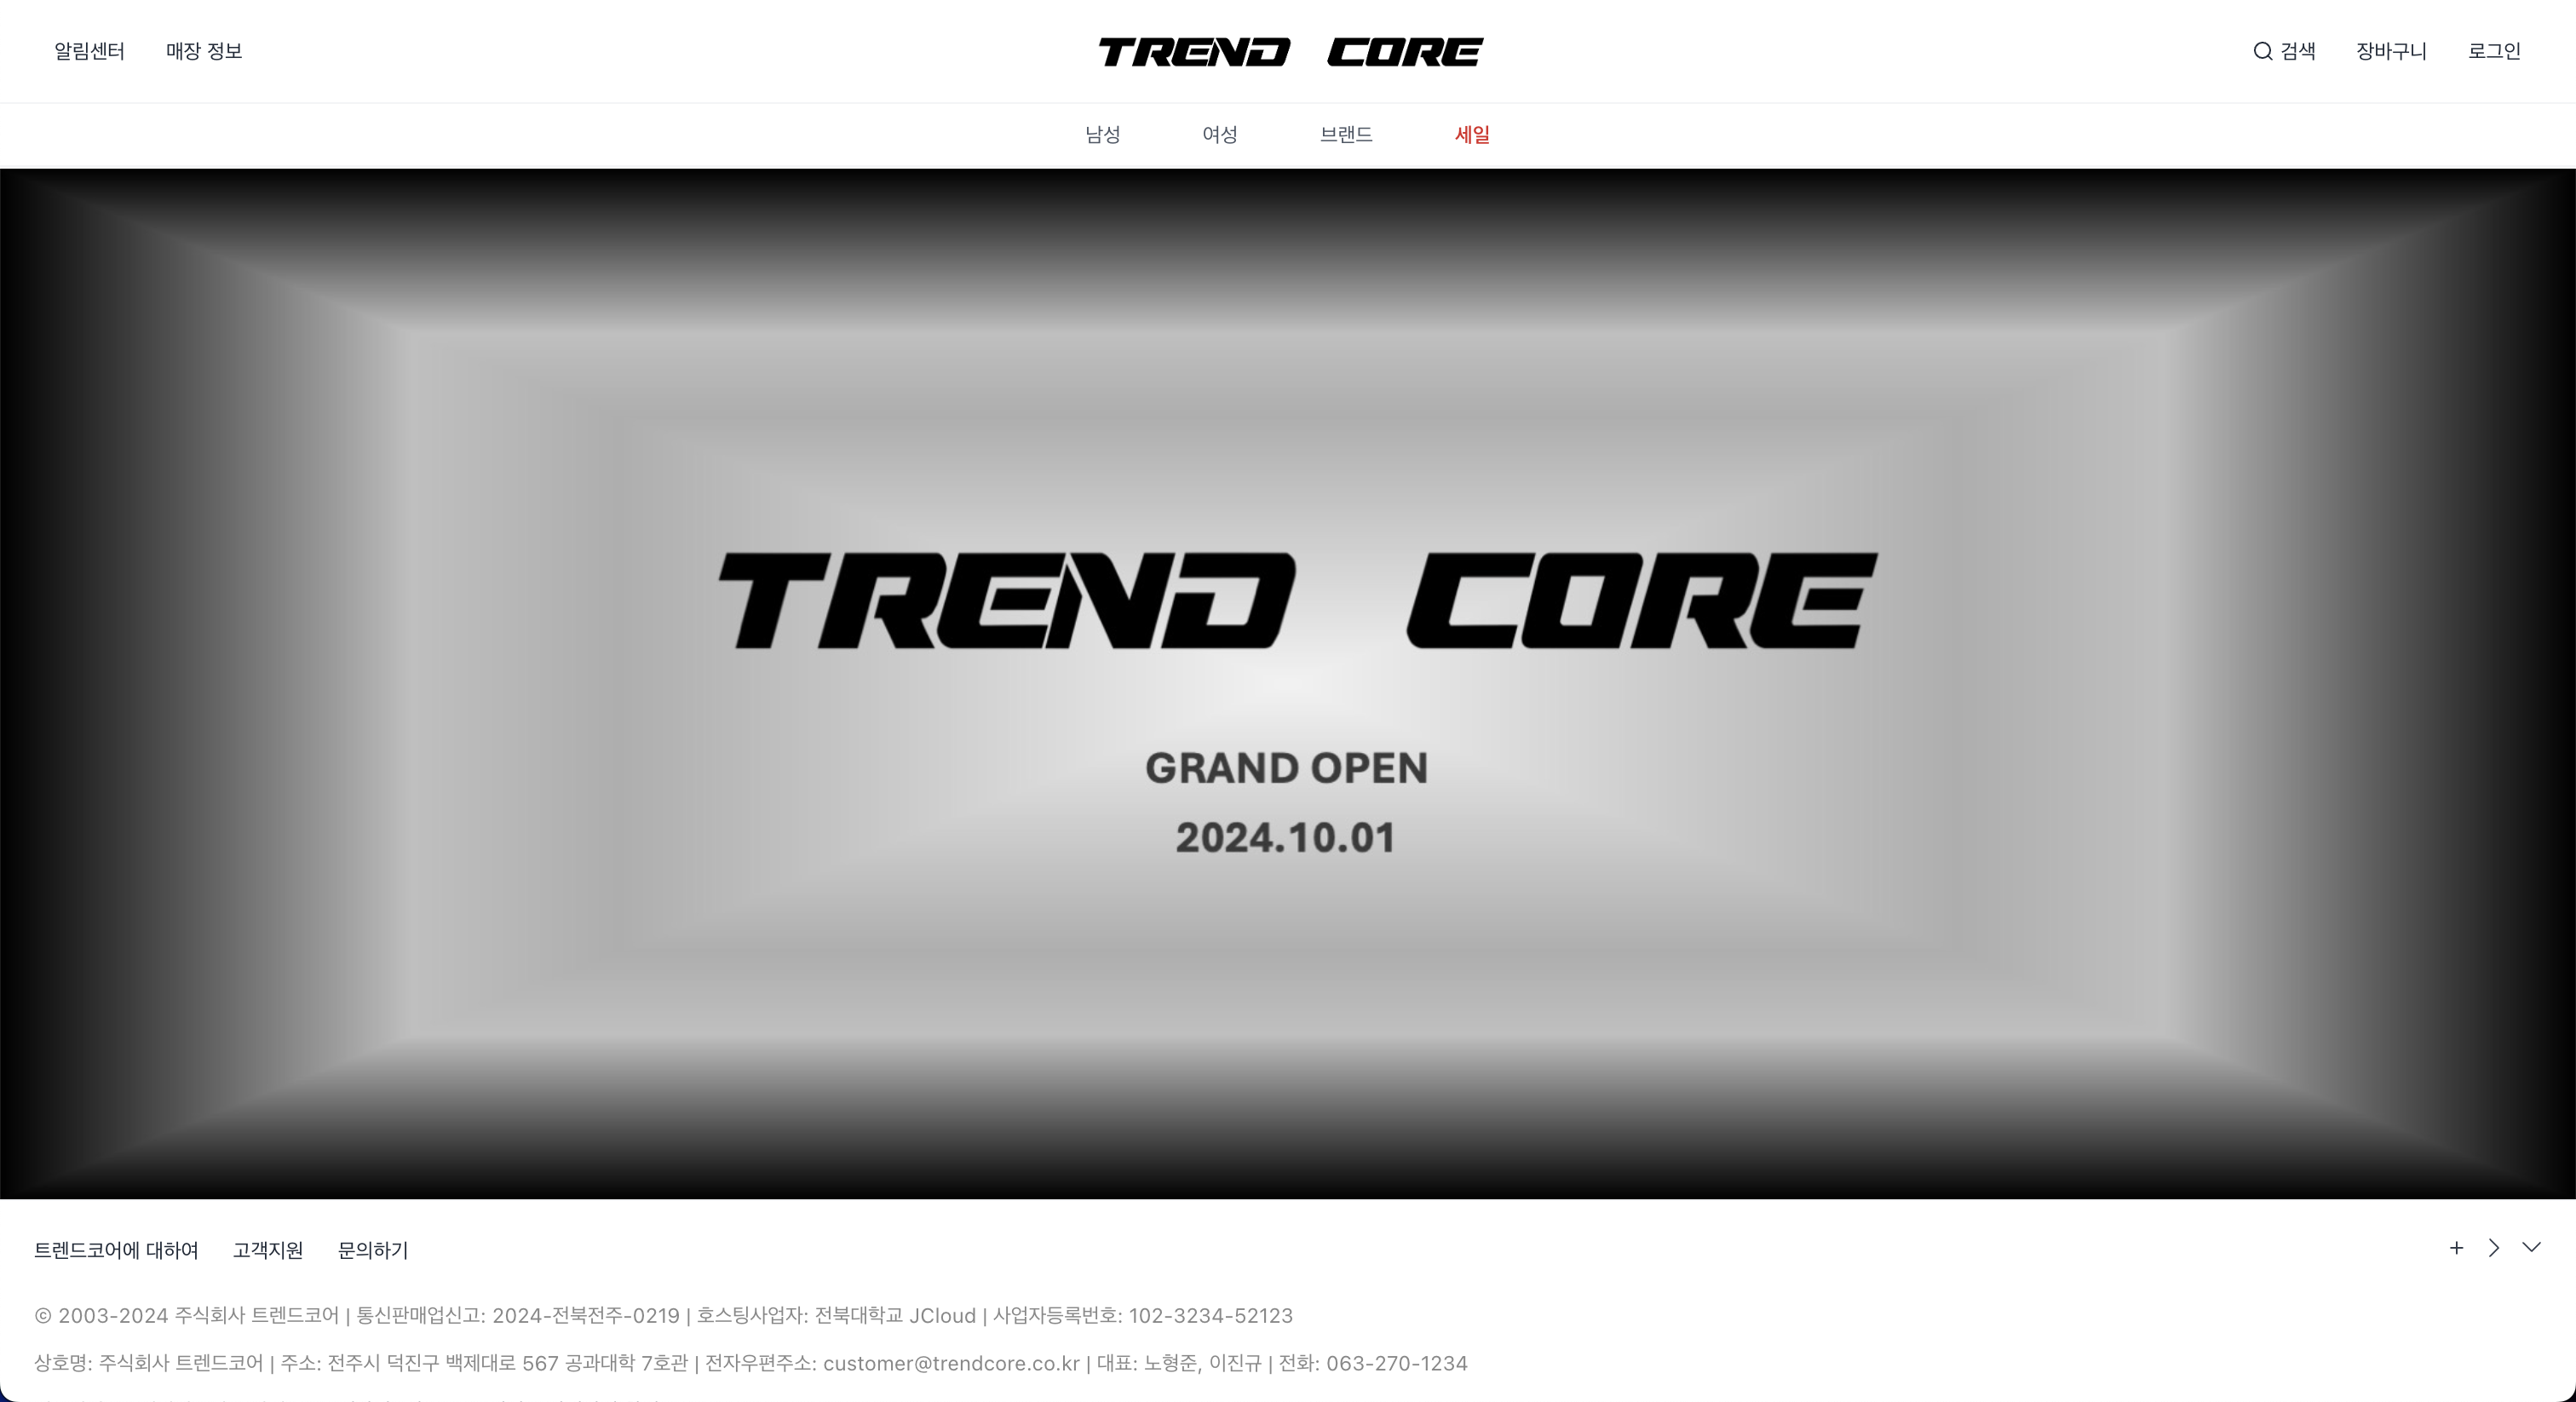 알림센터 매장 정보 TREND CORE 검색 장바구니 로그인
남성 여성 브랜드 세일
TREND CORE
GRAND OPEN
2024.10.01
트렌드코어에 대하여 고객지원 문의하기
© 2003-2024 주식회사 트렌드코어 | 통신판매업신고: 2024-전북전주-0219 | 호스팅사업자: 전북대학교 JCloud | 사업자등록번호: 102-3234-52123
상호명: 주식회사 트렌드코어 | 주소: 전주시 덕진구 백제대로 567 공과대학 7호관 | 전자우편주소: customer@trendcore.co.kr | 대표: 노형준, 이진규 | 전화: 063-270-1234